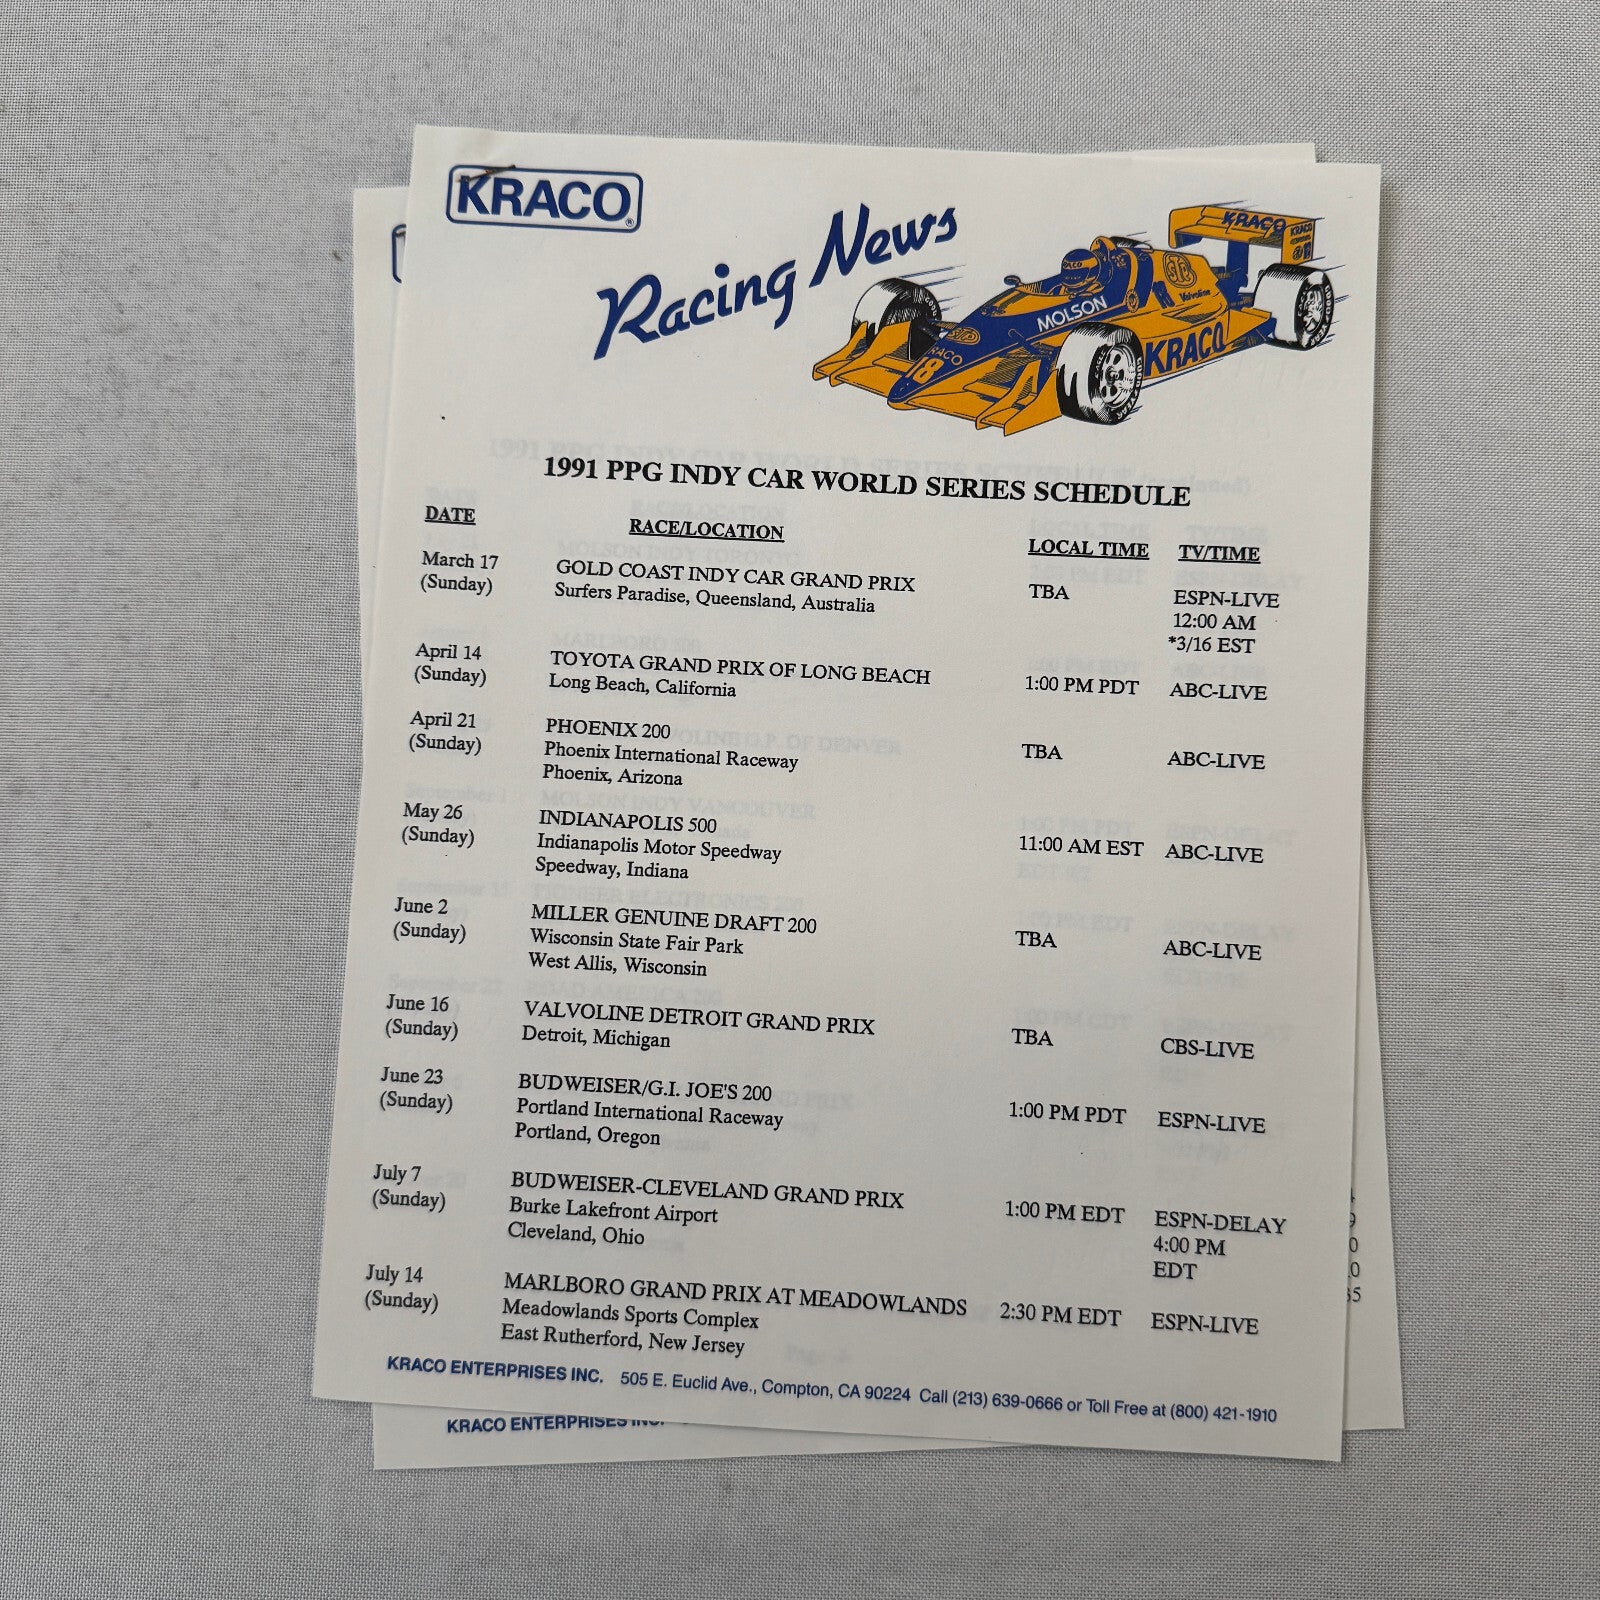 KRACO®
Racing News
KRACO
KRACO
STP
Valvoline
MOLSON
KRACO
STP
KRACO
18
1991 PPG INDY CAR WORLD SERIES SCHEDULE
DATE RACE/LOCATION LOCAL TIME TV/TIME
March 17 GOLD COAST INDY CAR GRAND PRIX TBA ESPN-LIVE
(Sunday) Surfers Paradise, Queensland, Australia 12:00 AM
*3/16 EST
April 14 TOYOTA GRAND PRIX OF LONG BEACH 1:00 PM PDT ABC-LIVE
(Sunday) Long Beach, California
April 21 PHOENIX 200 TBA ABC-LIVE
(Sunday) Phoenix International Raceway
Phoenix, Arizona
May 26 INDIANAPOLIS 500 11:00 AM EST ABC-LIVE
(Sunday) Indianapolis Motor Speedway
Speedway, Indiana
June 2 MILLER GENUINE DRAFT 200 TBA ABC-LIVE
(Sunday) Wisconsin State Fair Park
West Allis, Wisconsin
June 16 VALVOLINE DETROIT GRAND PRIX TBA CBS-LIVE
(Sunday) Detroit, Michigan
June 23 BUDWEISER/G.I. JOE'S 200 1:00 PM PDT ESPN-LIVE
(Sunday) Portland International Raceway
Portland, Oregon
July 7 BUDWEISER-CLEVELAND GRAND PRIX 1:00 PM EDT ESPN-DELAY
(Sunday) Burke Lakefront Airport 4:00 PM
Cleveland, Ohio EDT
July 14 MARLBORO GRAND PRIX AT MEADOWLANDS 2:30 PM EDT ESPN-LIVE
(Sunday) Meadowlands Sports Complex
East Rutherford, New Jersey
KRACO ENTERPRISES INC. 505 E. Euclid Ave., Compton, CA 90224 Call (213) 639-0666 or Toll Free at (800) 421-1910
KRACO ENTERPRISES INC.